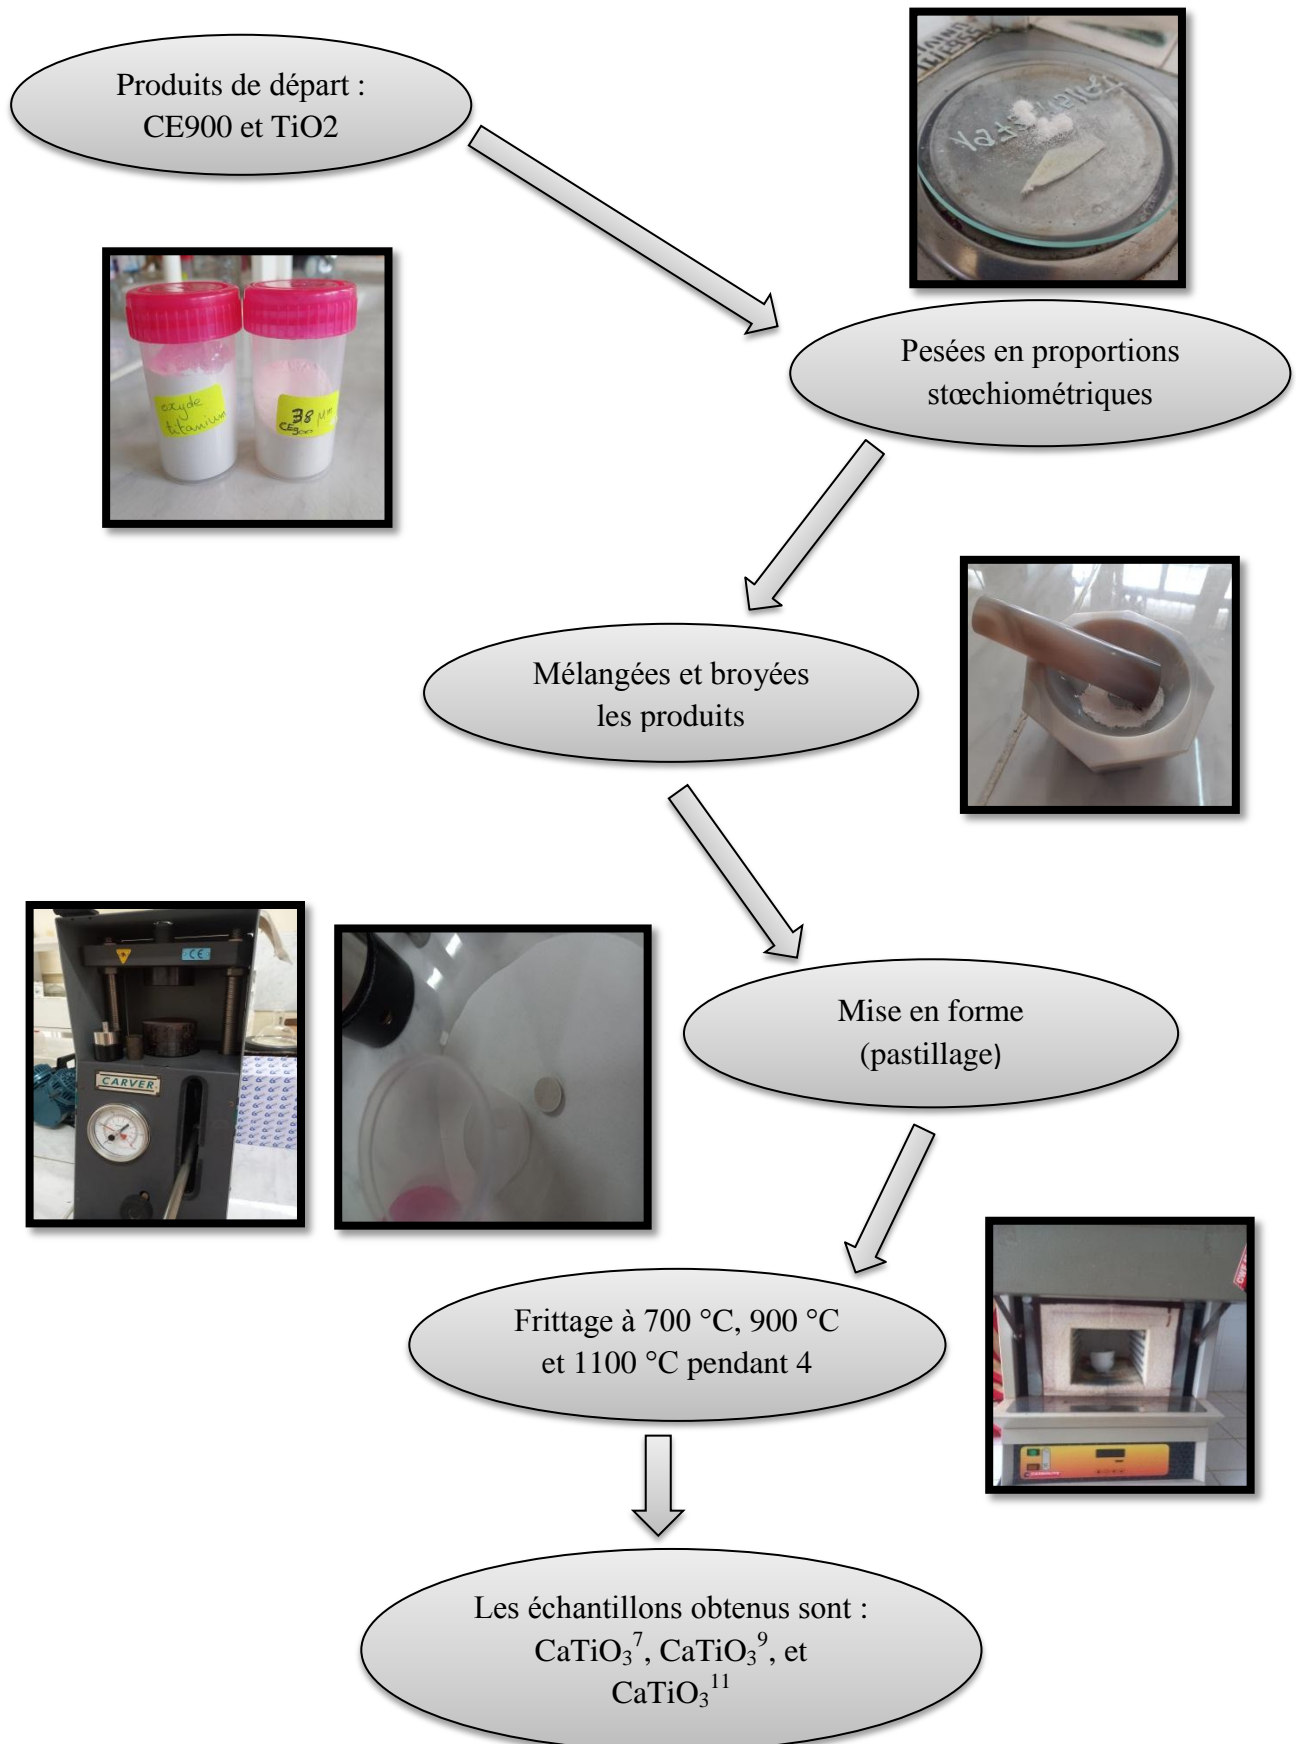 Produits de départ :
CE900 et TiO2
oxyde
titanium
38 µm
CE900
Pesées en proportions
stœchiométriques
Mélangées et broyées
les produits
CE
CARVER
Mise en forme
(pastillage)
Frittage à 700 °C, 900 °C
et 1100 °C pendant 4
Les échantillons obtenus sont :
CaTiO₃⁷, CaTiO₃⁹, et
CaTiO₃¹¹